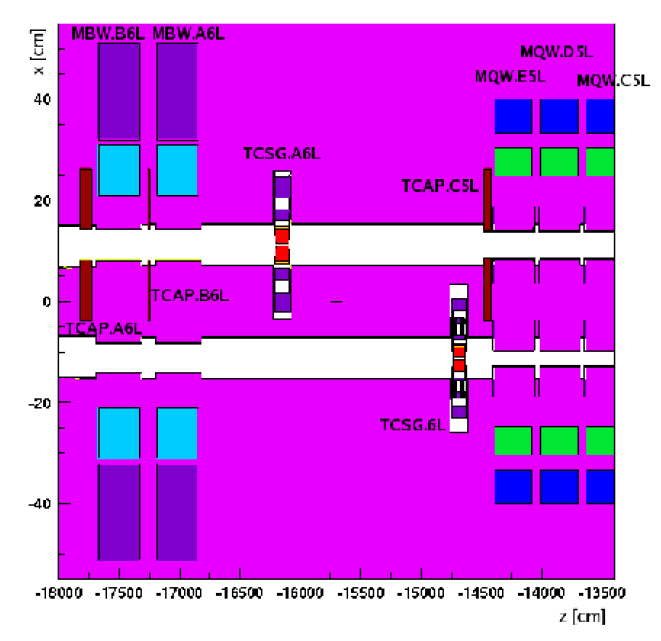 MBW.B6L MBW.A6L
MQW.D5L
MQW.E5L
MQW.C5L
x [cm]
40
TCSG.A6L
TCAP.C5L
20
0
TCAP.B6L
TCAP.A6L
-20
TCSG.6L
-40
-18000 -17500 -17000 -16500 -16000 -15500 -15000 -14500 -14000 -13500
z [cm]